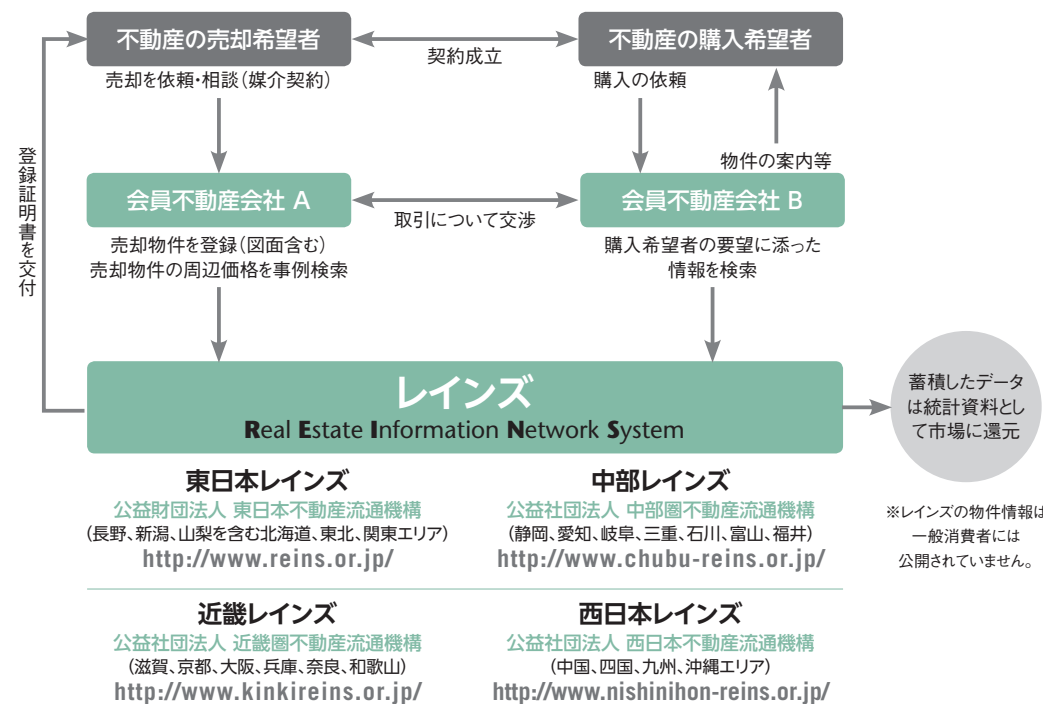 不動産の売却希望者
契約成立
不動産の購入希望者
売却を依頼・相談（媒介契約）
購入の依頼
物件の案内等
登録証明書を交付
会員不動産会社 A
取引について交渉
会員不動産会社 B
売却物件を登録（図面含む）
売却物件の周辺価格を事例検索
購入希望者の要望に添った
情報を検索
レインズ
Real Estate Information Network System
蓄積したデータ
は統計資料とし
て市場に還元
※レインズの物件情報は
一般消費者には
公開されていません。
東日本レインズ
公益財団法人 東日本不動産流通機構
（長野、新潟、山梨を含む北海道、東北、関東エリア）
http://www.reins.or.jp/
中部レインズ
公益社団法人 中部圏不動産流通機構
（静岡、愛知、岐阜、三重、石川、富山、福井）
http://www.chubu-reins.or.jp/
近畿レインズ
公益社団法人 近畿圏不動産流通機構
（滋賀、京都、大阪、兵庫、奈良、和歌山）
http://www.kinkireins.or.jp/
西日本レインズ
公益社団法人 西日本不動産流通機構
（中国、四国、九州、沖縄エリア）
http://www.nishinihon-reins.or.jp/